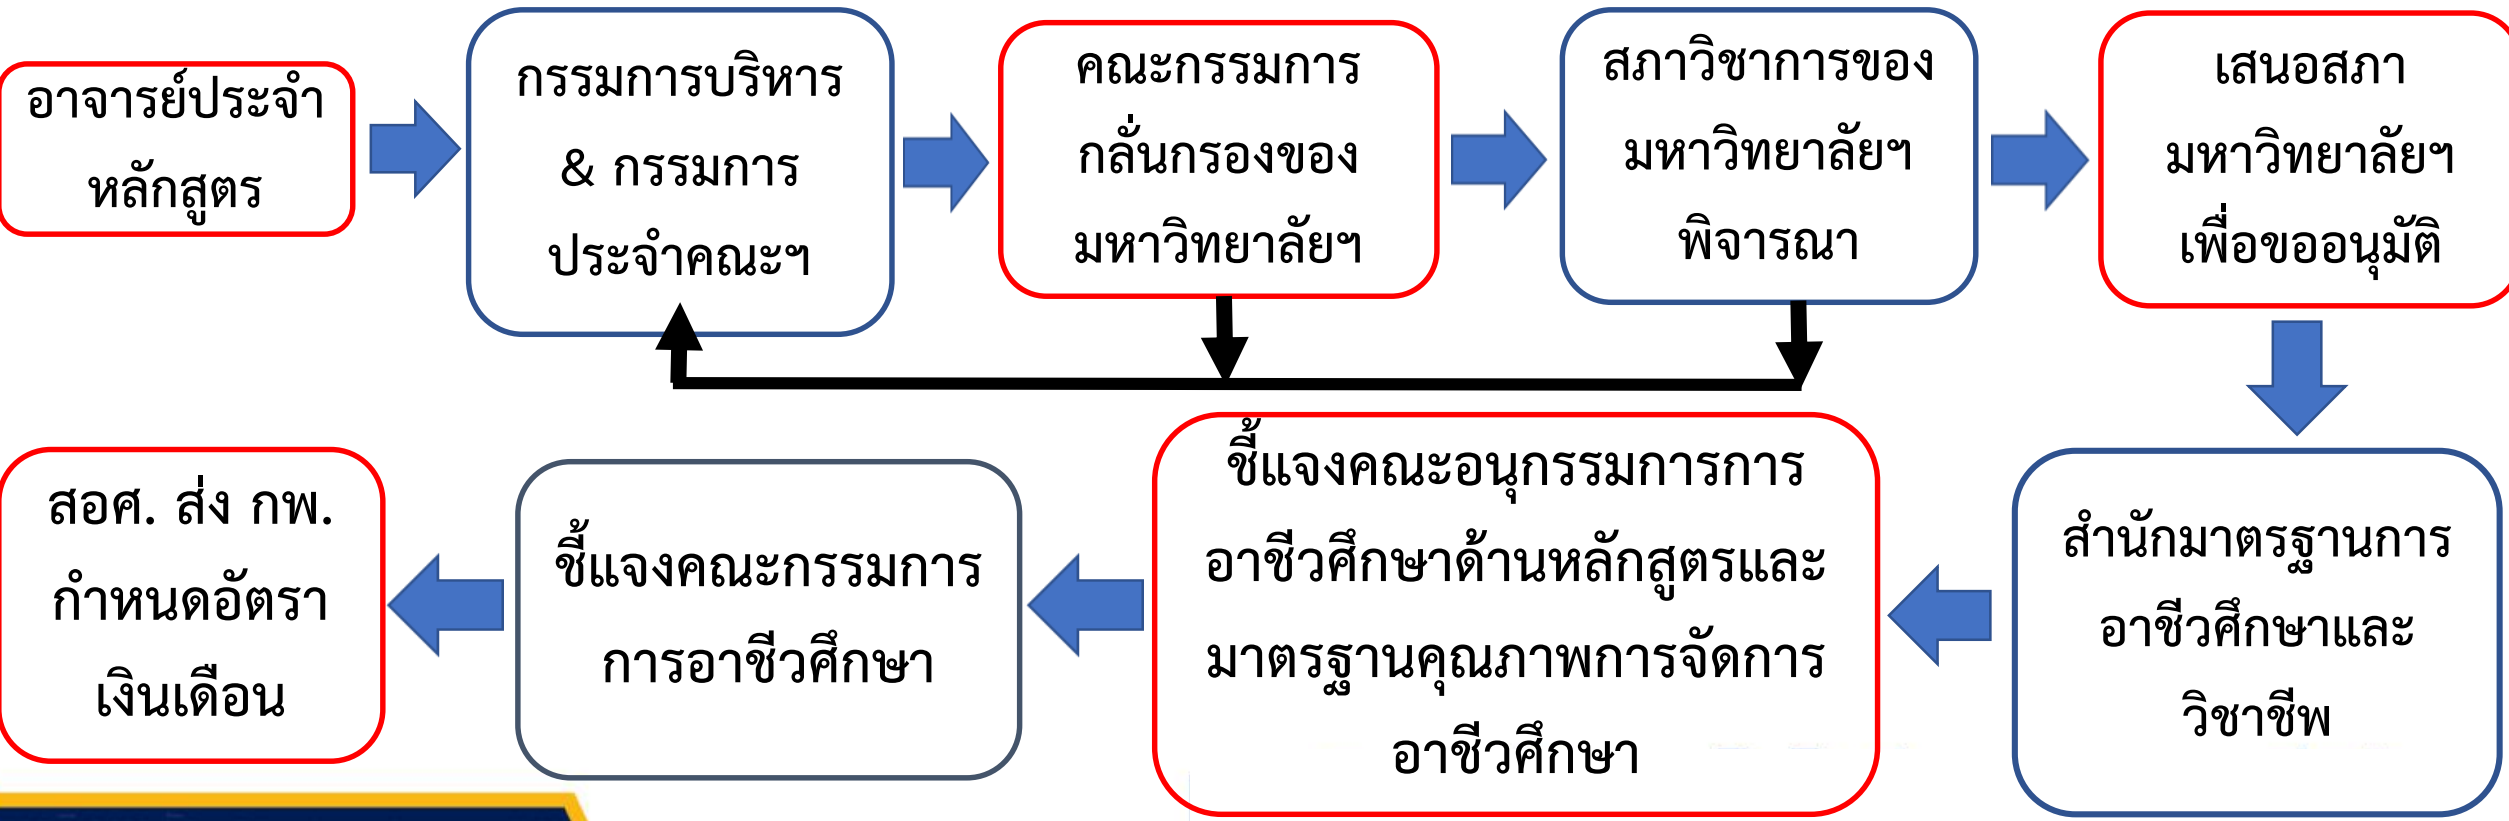 อาจารย์ประจำ
หลักสูตร
กรรมการบริหาร
& กรรมการ
ประจำคณะฯ
คณะกรรมการ
กลั่นกรองของ
มหาวิทยาลัยฯ
สภาวิชาการของ
มหาวิทยาลัยฯ
พิจารณา
เสนอสภา
มหาวิทยาลัยฯ
เพื่อขออนุมัติ
สำนักมาตรฐานการ
อาชีวศึกษาและ
วิชาชีพ
ชี้แจงคณะอนุกรรมการการ
อาชีวศึกษาด้านหลักสูตรและ
มาตรฐานคุณภาพการจัดการ
อาชีวศึกษา
ชี้แจงคณะกรรมการ
การอาชีวศึกษา
สอศ. ส่ง กพ.
กำหนดอัตรา
เงินเดือน